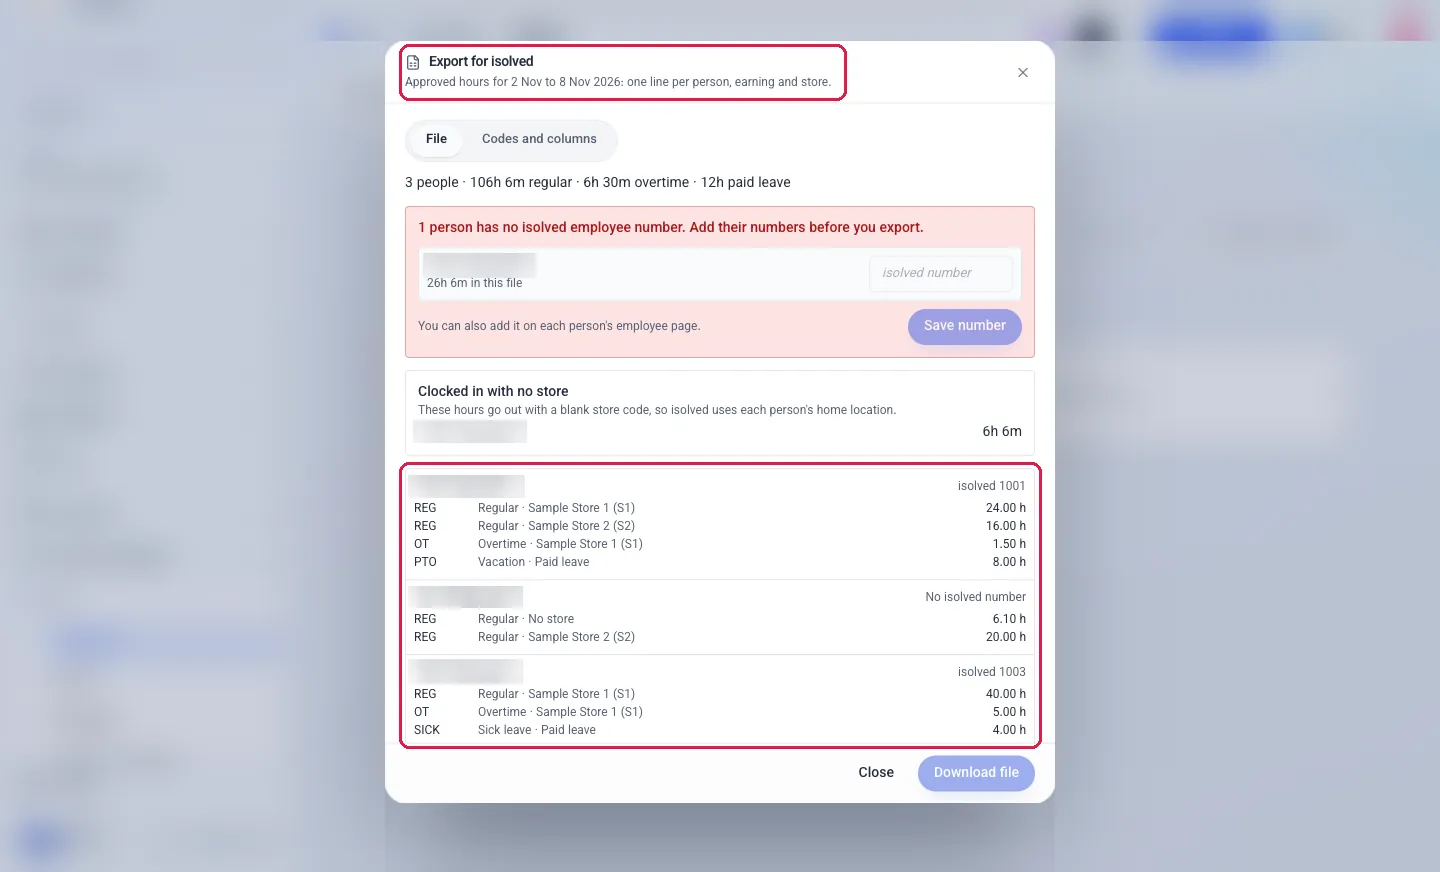 Export for isolved
Approved hours for 2 Nov to 8 Nov 2026: one line per person, earning and store.
File
Codes and columns
3 people · 106h 6m regular · 6h 30m overtime · 12h paid leave
1 person has no isolved employee number. Add their numbers before you export.
26h 6m in this file
isolved number
You can also add it on each person's employee page.
Save number
Clocked in with no store
These hours go out with a blank store code, so isolved uses each person's home location.
6h 6m
isolved 1001
REG Regular · Sample Store 1 (S1) 24.00 h
REG Regular · Sample Store 2 (S2) 16.00 h
OT Overtime · Sample Store 1 (S1) 1.50 h
PTO Vacation · Paid leave 8.00 h
No isolved number
REG Regular · No store 6.10 h
REG Regular · Sample Store 2 (S2) 20.00 h
isolved 1003
REG Regular · Sample Store 1 (S1) 40.00 h
OT Overtime · Sample Store 1 (S1) 5.00 h
SICK Sick leave · Paid leave 4.00 h
Close
Download file